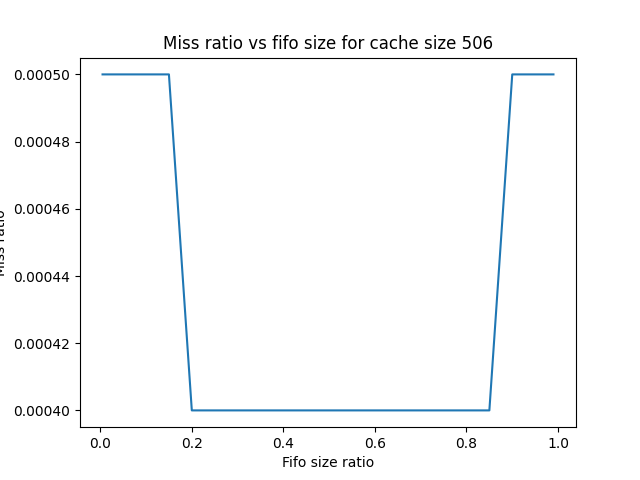 Miss ratio vs fifo size for cache size 506
0.00050
0.00048
0.00046
0.00044
0.00042
0.00040
Miss ratio
0.0 0.2 0.4 0.6 0.8 1.0
Fifo size ratio